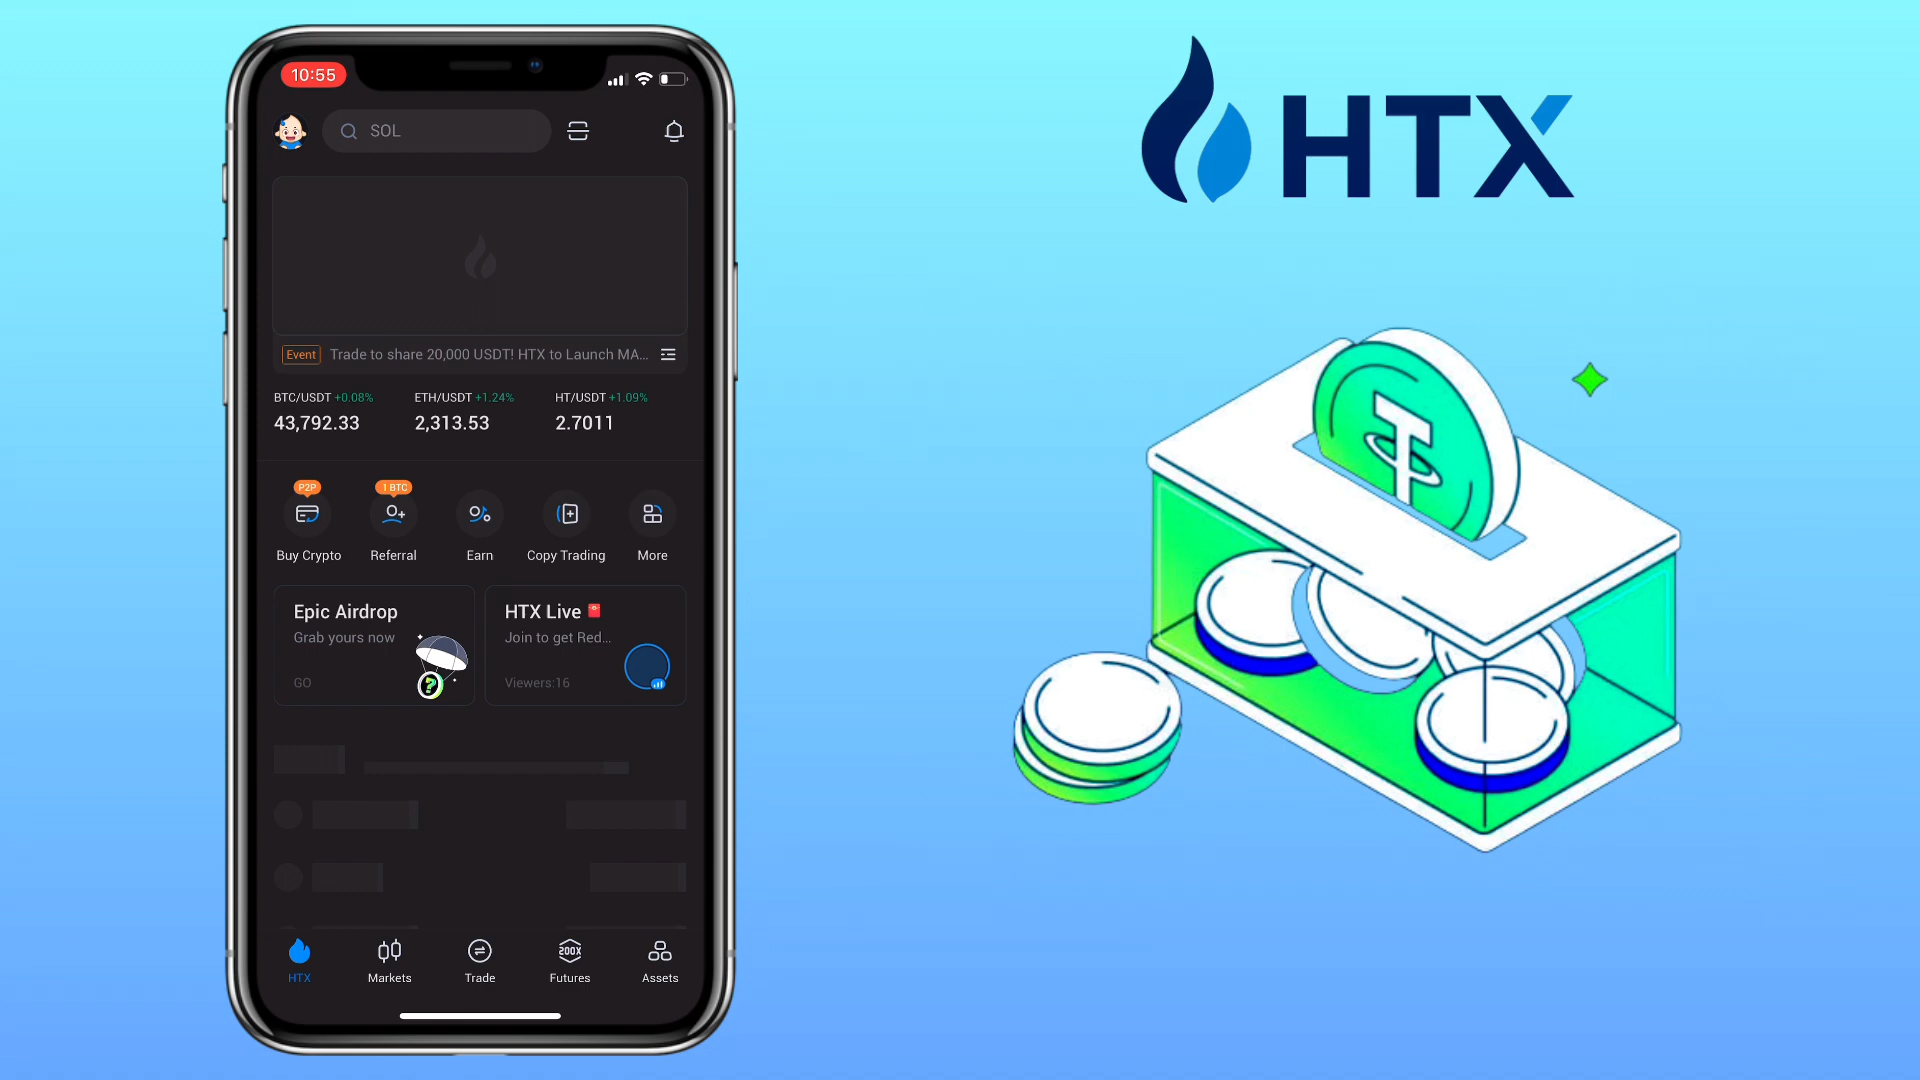 10:55
SOL
Event Trade to share 20,000 USDT! HTX to Launch MA...
BTC/USDT +0.08% ETH/USDT +1.24% HT/USDT +1.09%
43,792.33 2,313.53 2.7011
P2P 1 BTC
Buy Crypto Referral Earn Copy Trading More
Epic Airdrop
Grab yours now
GO
HTX Live
Join to get Red...
Viewers:16
200X
HTX Markets Trade Futures Assets
HTX